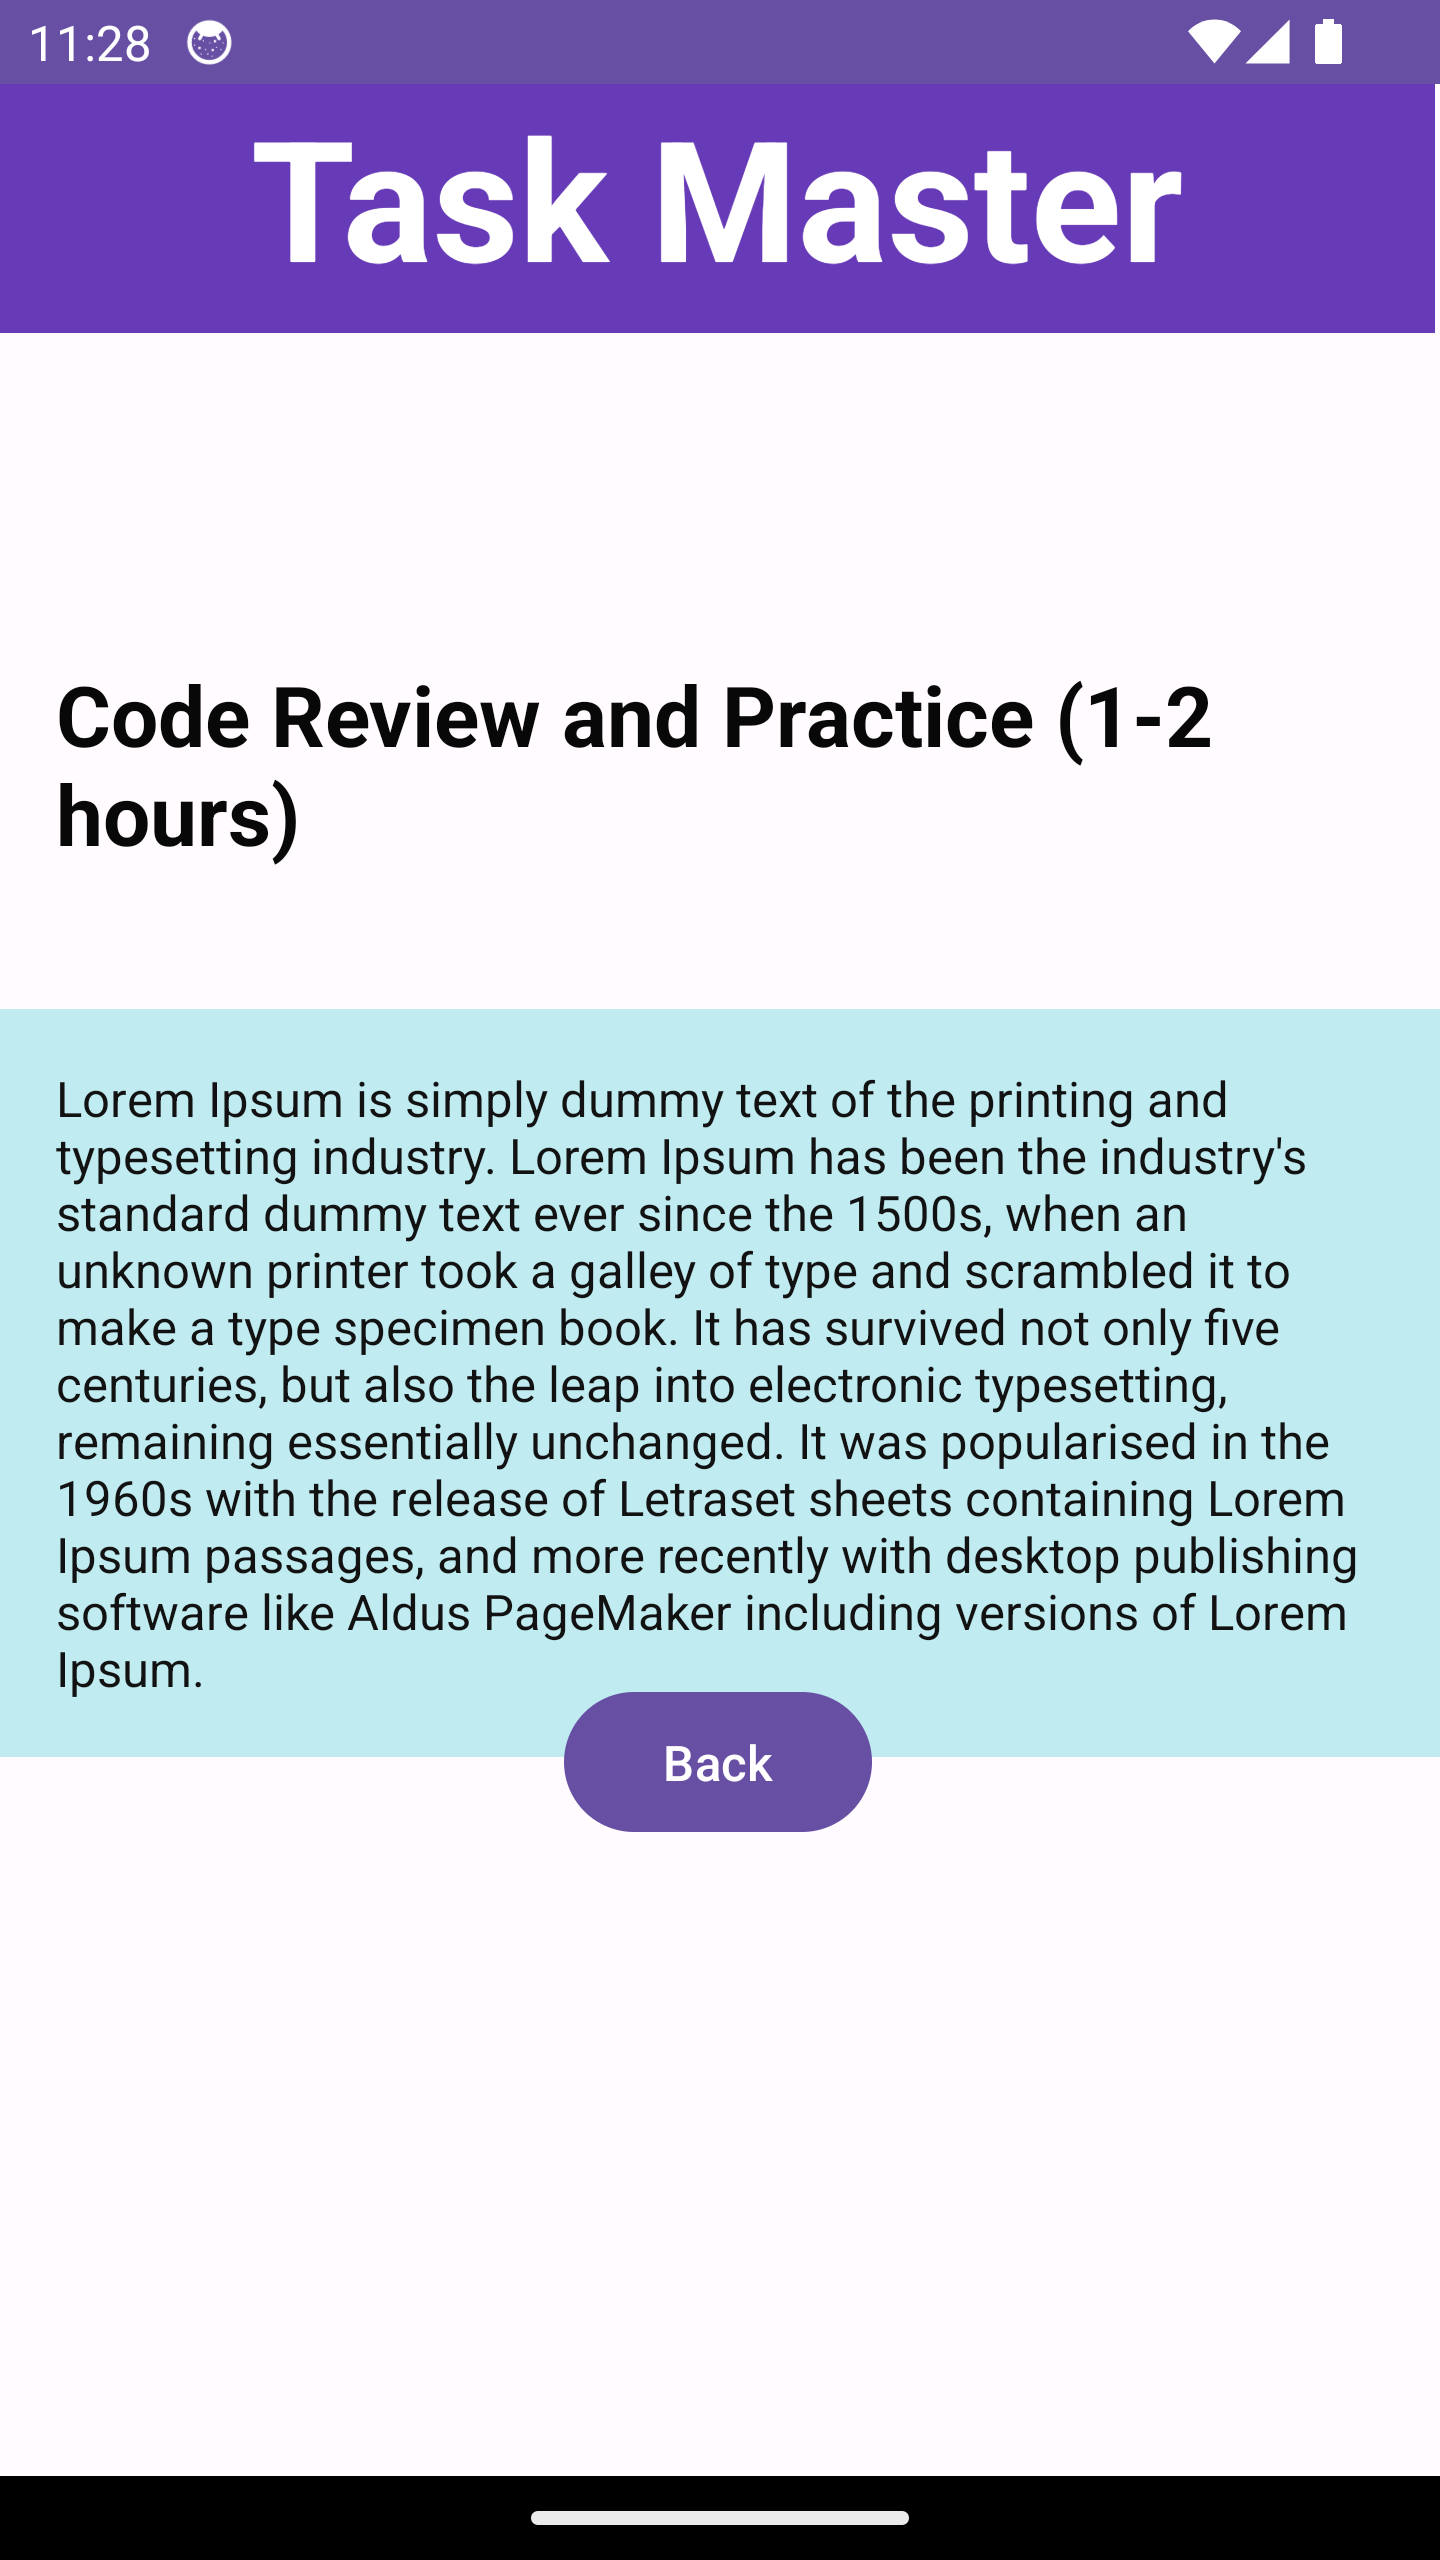 11:28
Task Master
Code Review and Practice (1-2
hours)
Lorem Ipsum is simply dummy text of the printing and
typesetting industry. Lorem Ipsum has been the industry's
standard dummy text ever since the 1500s, when an
unknown printer took a galley of type and scrambled it to
make a type specimen book. It has survived not only five
centuries, but also the leap into electronic typesetting,
remaining essentially unchanged. It was popularised in the
1960s with the release of Letraset sheets containing Lorem
Ipsum passages, and more recently with desktop publishing
software like Aldus PageMaker including versions of Lorem
Ipsum.
Back